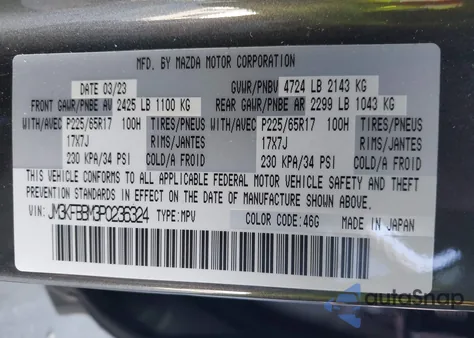 MFD. BY MAZDA MOTOR CORPORATION
DATE 03/23 GVWR/PNBV 4724 LB 2143 KG
FRONT GAWR/PNBE AV 2425 LB 1100 KG REAR GAWR/PNBE AR 2299 LB 1043 KG
WITH/AVEC P225/65R17 100H TIRES/PNEUS WITH/AVEC P225/65R17 100H TIRES/PNEUS
17X7J RIMS/JANTES 17X7J RIMS/JANTES
230 KPA/34 PSI COLD/A FROID 230 KPA/34 PSI COLD/A FROID
THIS VEHICLE CONFORMS TO ALL APPLICABLE FEDERAL MOTOR VEHICLE SAFETY AND THEFT
PREVENTION STANDARDS IN EFFECT ON THE DATE OF MANUFACTURE SHOWN ABOVE.
VIN: JM3KFBBM3P0236324 TYPE:MPV COLOR CODE:46G MADE IN JAPAN
autoSnap